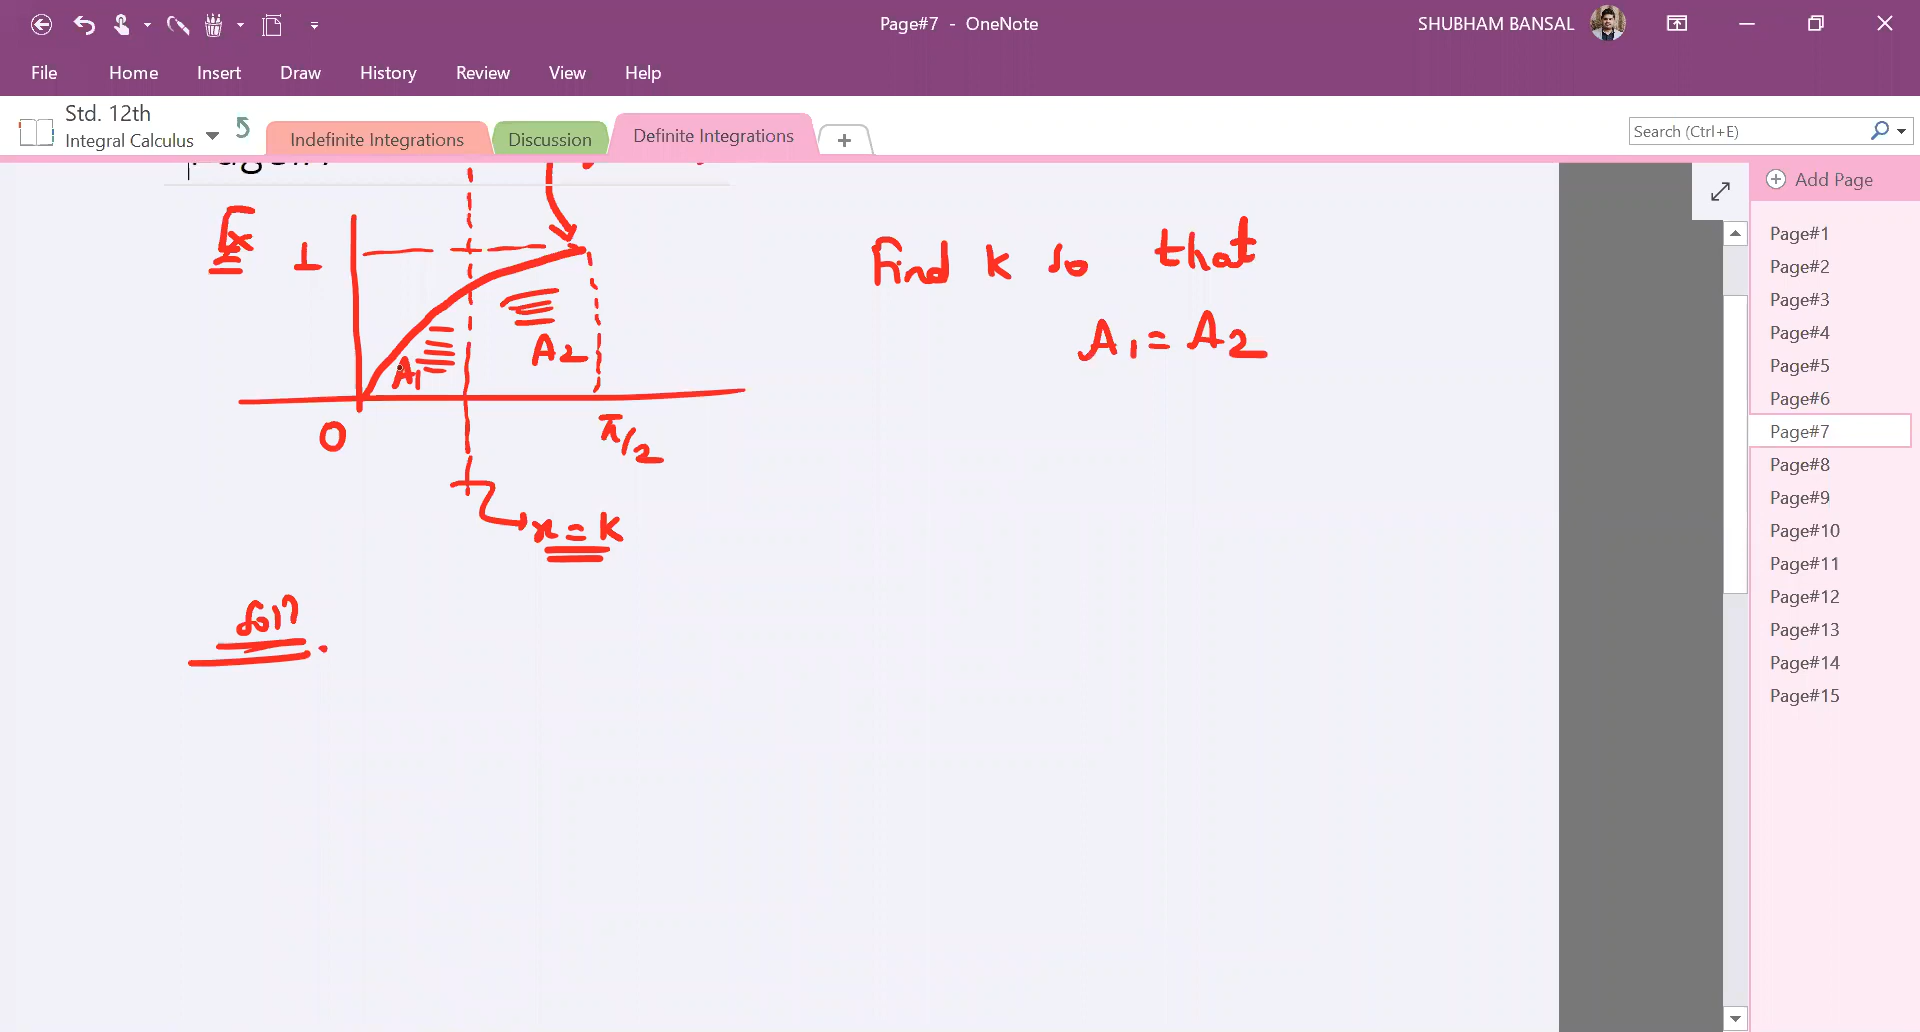 Page#7 - OneNote
SHUBHAM BANSAL
File Home Insert Draw History Review View Help
Std. 12th
Integral Calculus
Indefinite Integrations
Discussion
Definite Integrations
Search (Ctrl+E)
Add Page
Page#1
Page#2
Page#3
Page#4
Page#5
Page#6
Page#7
Page#8
Page#9
Page#10
Page#11
Page#12
Page#13
Page#14
Page#15
Ex
1
A1
A2
0
π/2
x = k
Find k so that
A1 = A2
Sol?